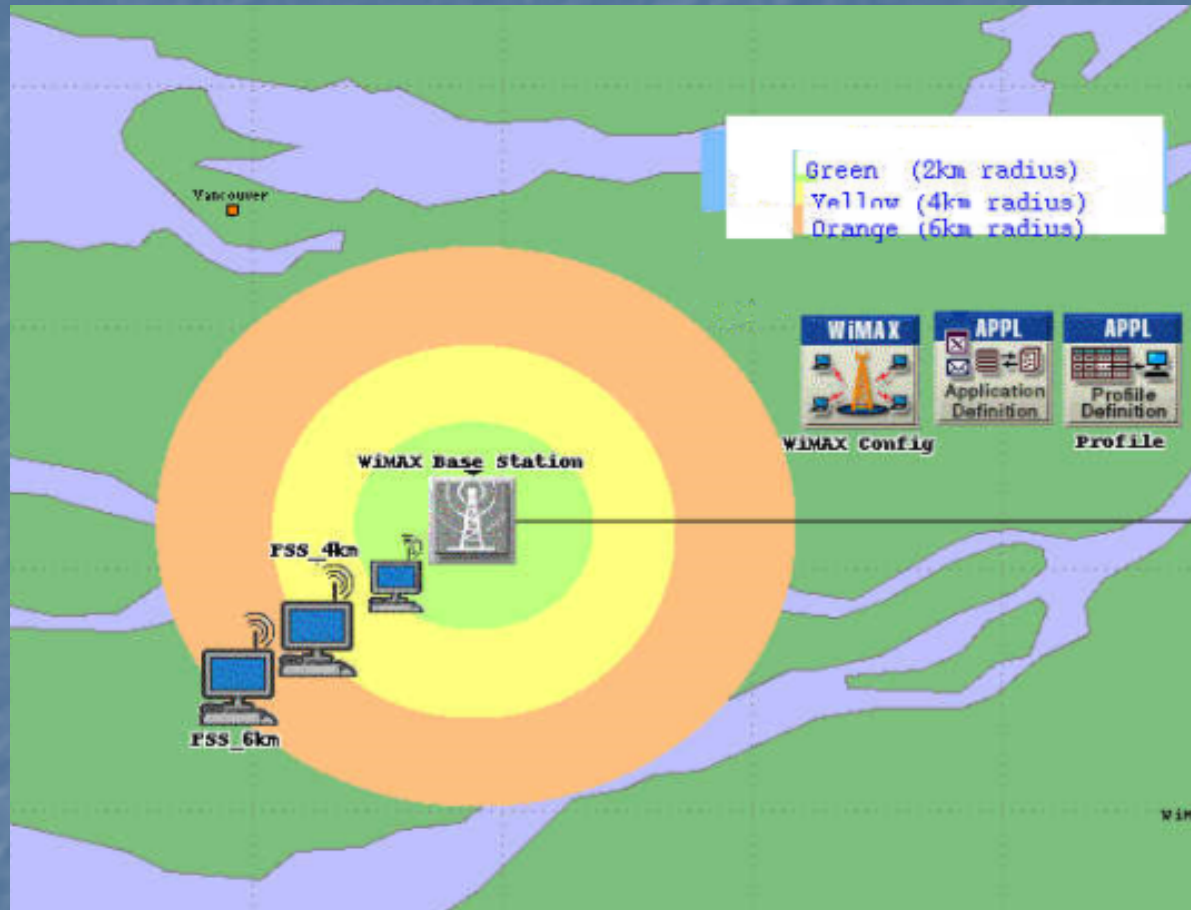 Vancouver
Green (2km radius)
Yellow (4km radius)
Orange (6km radius)
WiMAX
APPL
APPL
Application
Definition
Profile
Definition
WiMAX Config
Profile
WiMAX Base Station
FSS_4km
FSS_6km
WiM